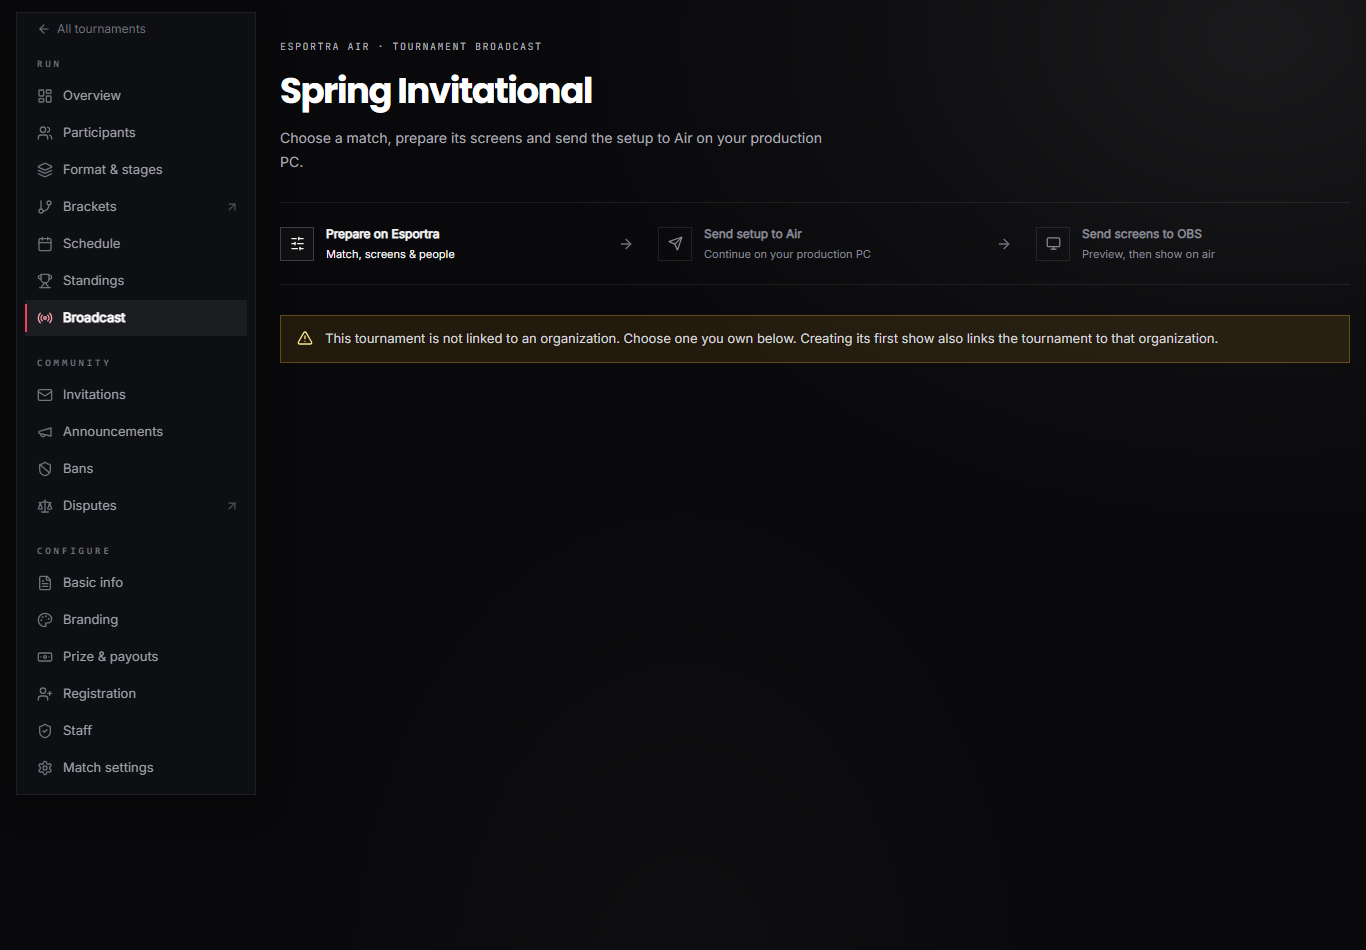 All tournaments
RUN
Overview
Participants
Format & stages
Brackets
Schedule
Standings
Broadcast
COMMUNITY
Invitations
Announcements
Bans
Disputes
CONFIGURE
Basic info
Branding
Prize & payouts
Registration
Staff
Match settings
ESPORTRA AIR · TOURNAMENT BROADCAST
Spring Invitational
Choose a match, prepare its screens and send the setup to Air on your production
PC.
Prepare on Esportra
Match, screens & people
Send setup to Air
Continue on your production PC
Send screens to OBS
Preview, then show on air
This tournament is not linked to an organization. Choose one you own below. Creating its first show also links the tournament to that organization.